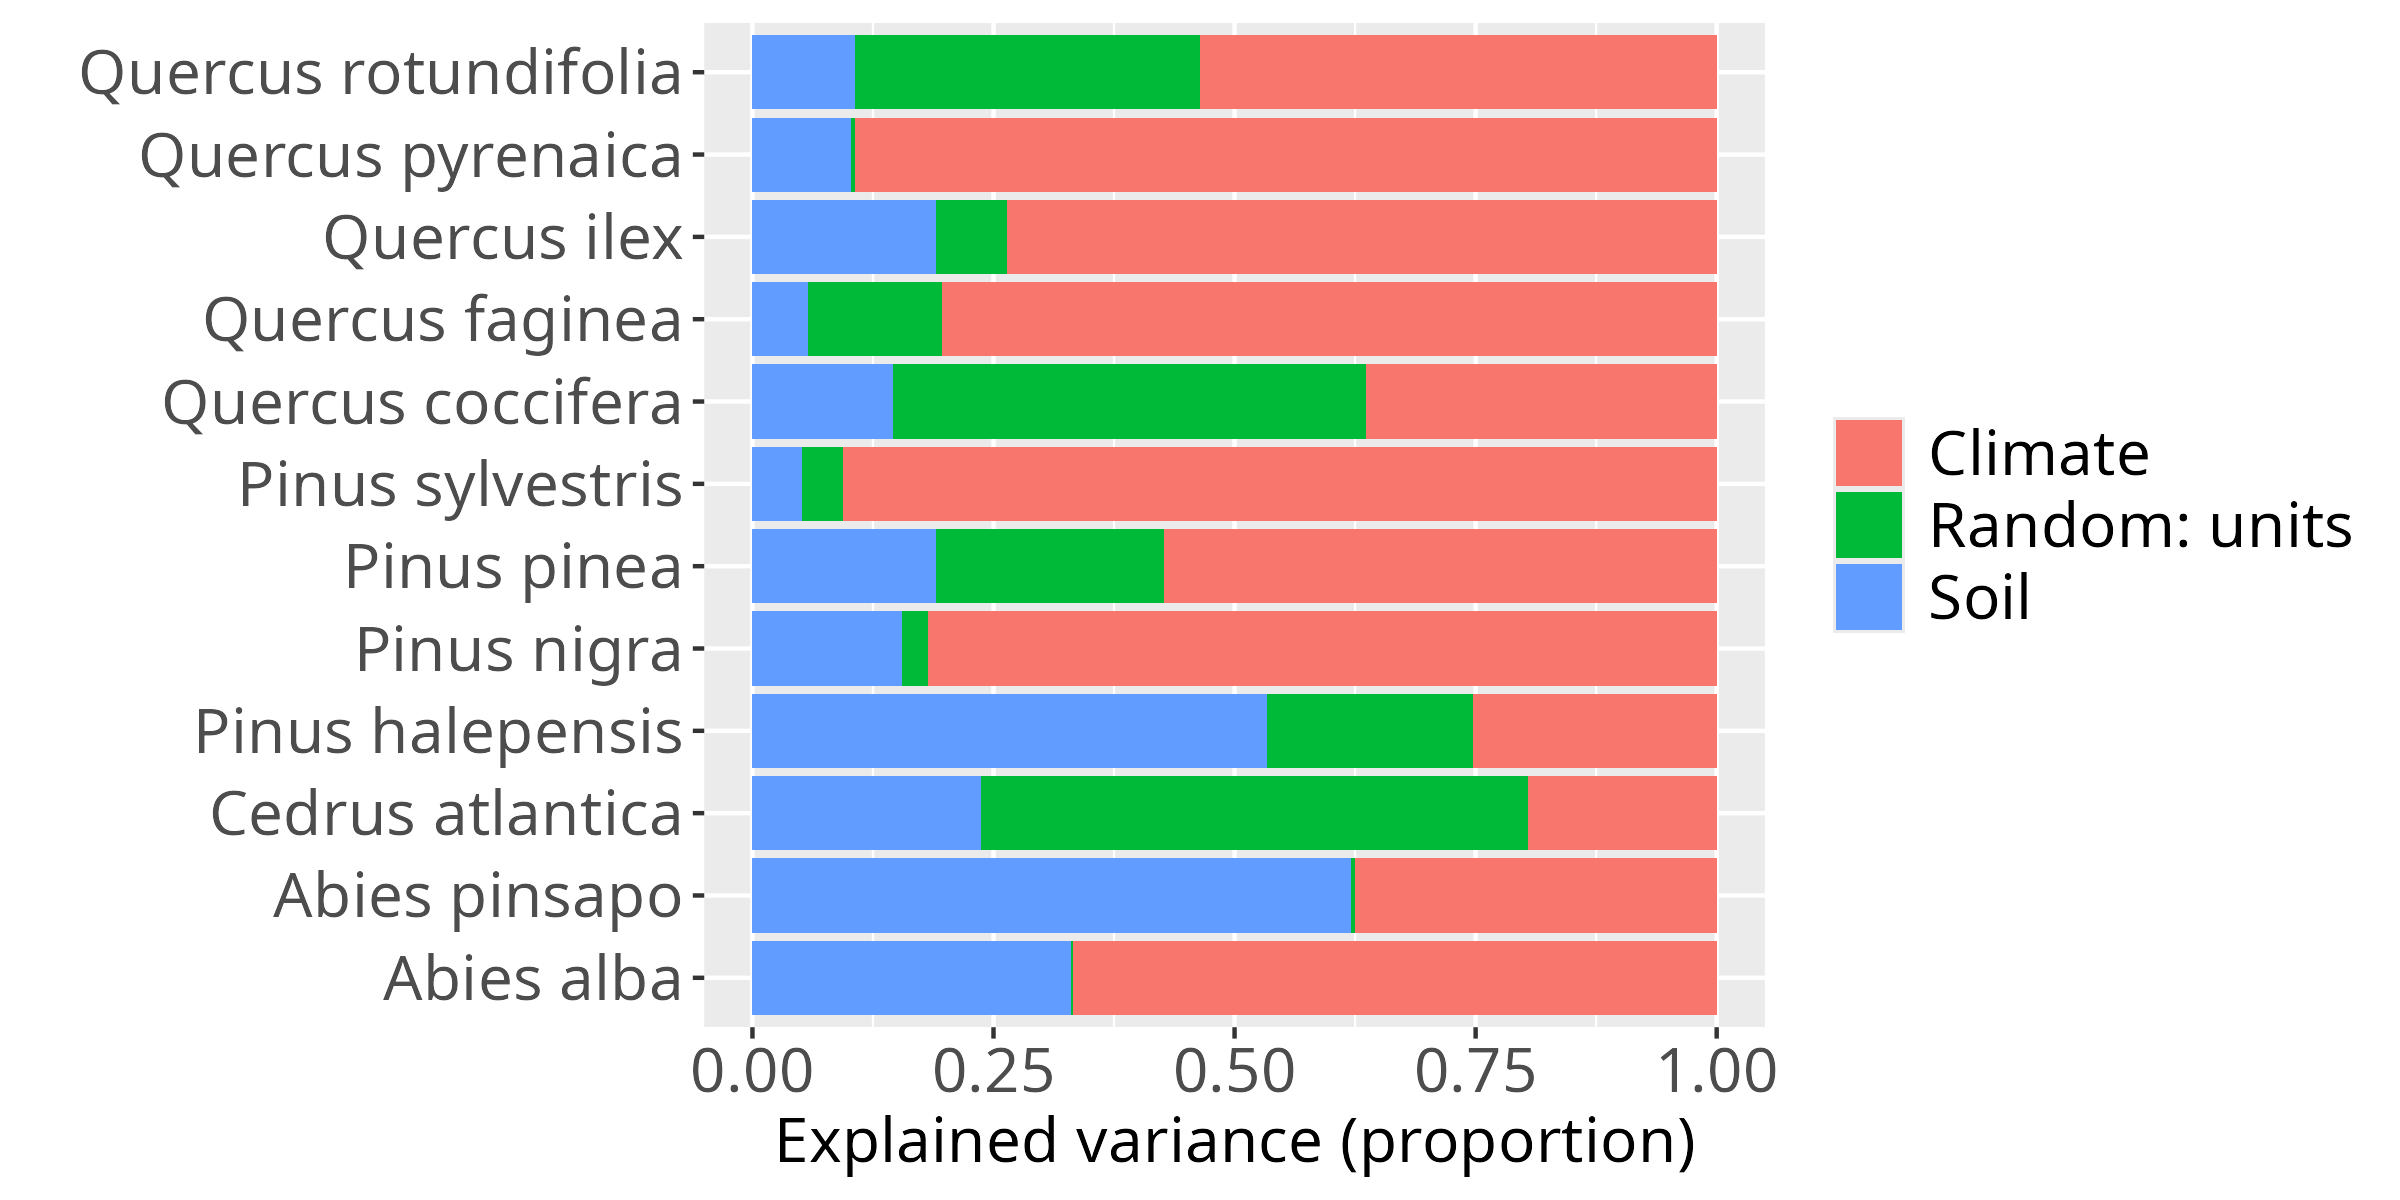 Quercus rotundifolia
Quercus pyrenaica
Quercus ilex
Quercus faginea
Quercus coccifera
Pinus sylvestris
Pinus pinea
Pinus nigra
Pinus halepensis
Cedrus atlantica
Abies pinsapo
Abies alba
0.00 0.25 0.50 0.75 1.00
Explained variance (proportion)
Climate
Random: units
Soil